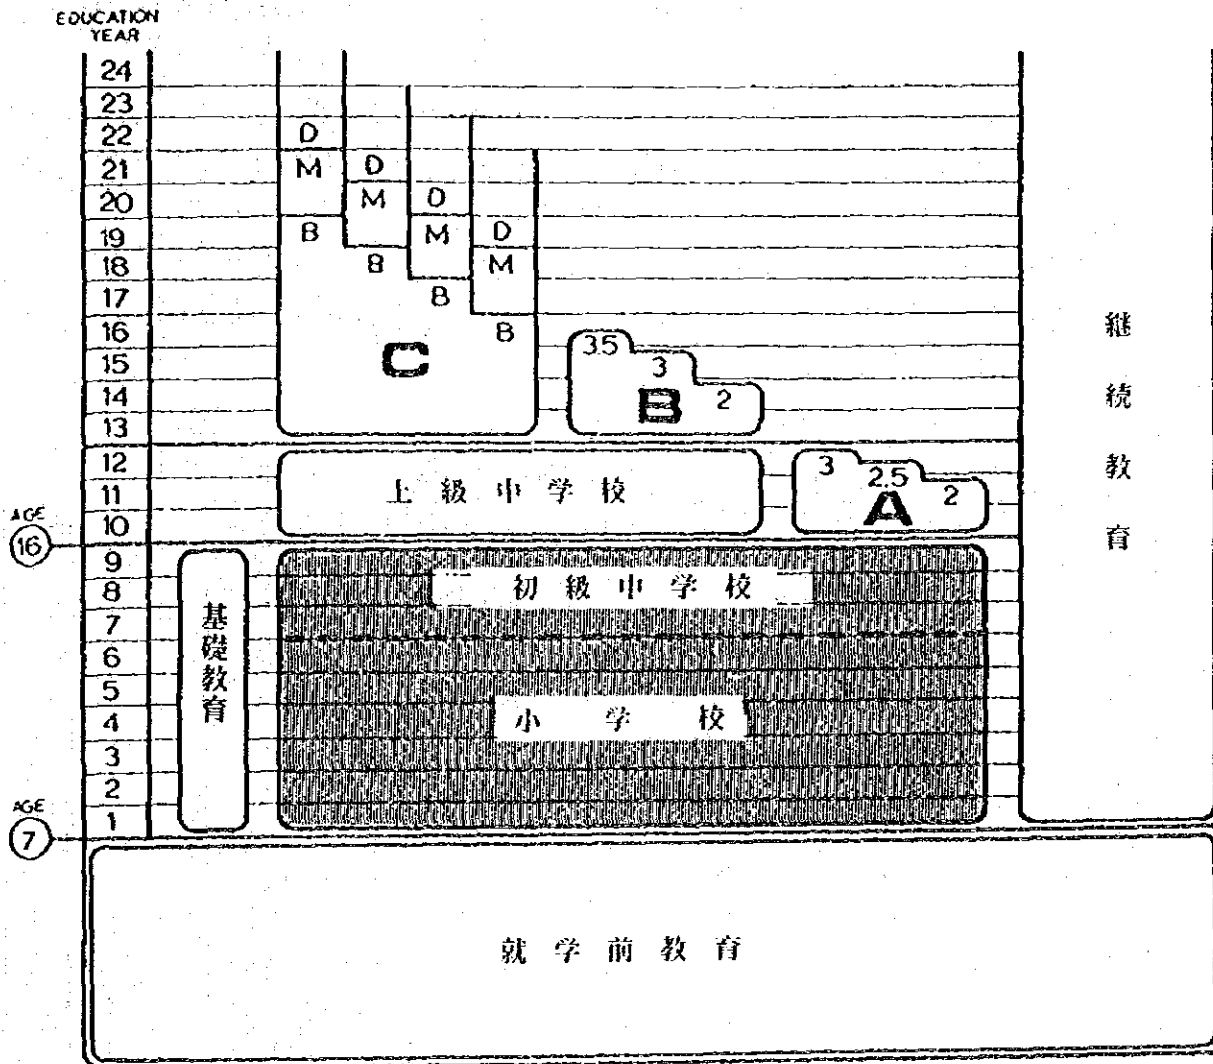 EDUCATION
YEAR
24
23
22 D
21 M D
20 M D
19 B M D
18 B M
17 B
16 B 3.5
15 C 3
14 B 2
13
12 3 2.5
11 上級中学校 A 2
10
AGE
16
9
8 初級中学校
7
6
5
4 小学校
3
2
1
AGE
7
基礎教育
継続教育
就学前教育